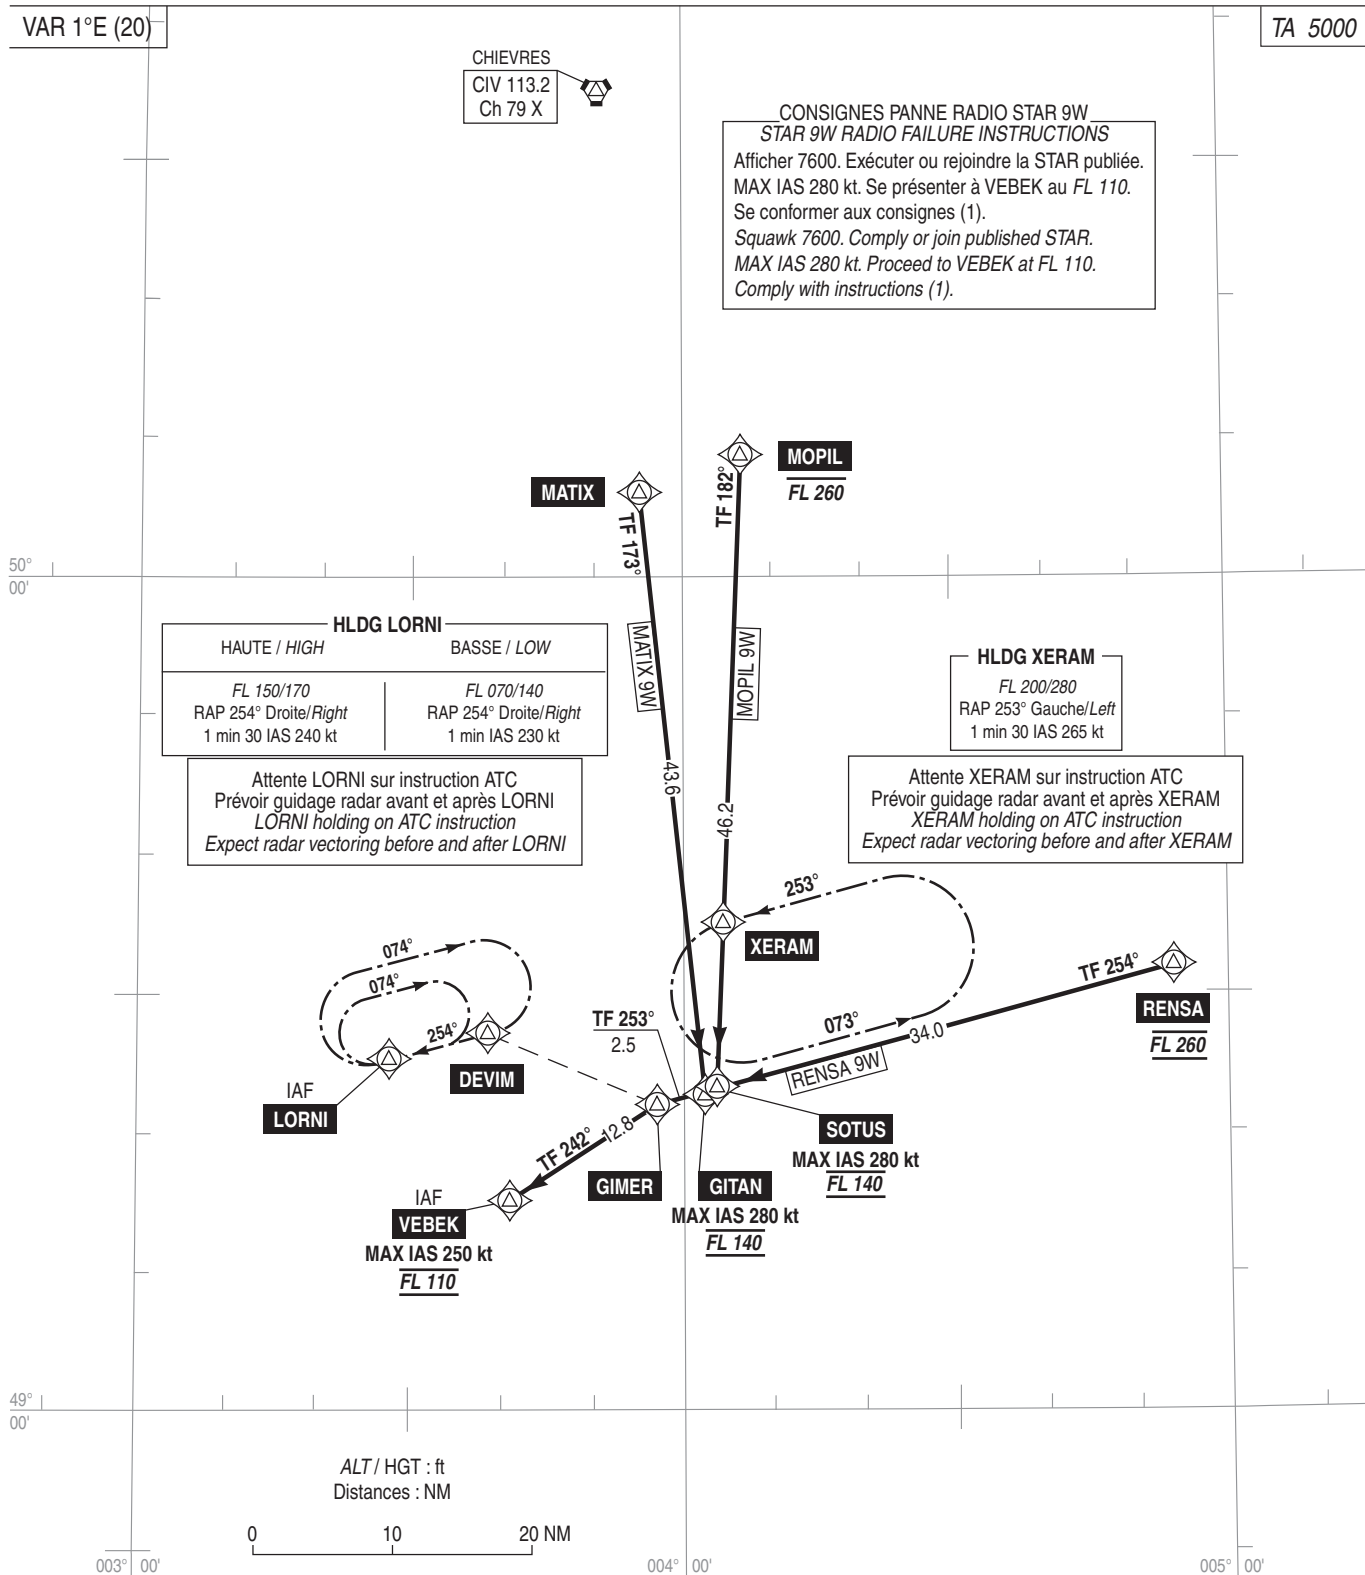 VAR 1°E (20)
TA 5000
CHIEVRES
CIV 113.2
Ch 79 X
CONSIGNES PANNE RADIO STAR 9W
STAR 9W RADIO FAILURE INSTRUCTIONS
Afficher 7600. Exécuter ou rejoindre la STAR publiée.
MAX IAS 280 kt. Se présenter à VEBEK au FL 110.
Se conformer aux consignes (1).
Squawk 7600. Comply or join published STAR.
MAX IAS 280 kt. Proceed to VEBEK at FL 110.
Comply with instructions (1).
MOPIL
FL 260
MATIX
TF 182°
TF 173°
50°
00'
HLDG LORNI
HAUTE / HIGH
BASSE / LOW
FL 150/170
RAP 254° Droite/Right
1 min 30 IAS 240 kt
FL 070/140
RAP 254° Droite/Right
1 min IAS 230 kt
Attente LORNI sur instruction ATC
Prévoir guidage radar avant et après LORNI
LORNI holding on ATC instruction
Expect radar vectoring before and after LORNI
MATIX 9W
MOPIL 9W
HLDG XERAM
FL 200/280
RAP 253° Gauche/Left
1 min 30 IAS 265 kt
Attente XERAM sur instruction ATC
Prévoir guidage radar avant et après XERAM
XERAM holding on ATC instruction
Expect radar vectoring before and after XERAM
43.6
46.2
253°
XERAM
074°
074°
254°
TF 254°
RENSA
FL 260
073°
34.0
RENSA 9W
TF 253°
2.5
DEVIM
IAF
LORNI
SOTUS
MAX IAS 280 kt
FL 140
TF 242°
12.8
GIMER
GITAN
MAX IAS 280 kt
FL 140
IAF
VEBEK
MAX IAS 250 kt
FL 110
49°
00'
ALT / HGT : ft
Distances : NM
0 10 20 NM
003° 00'
004° 00'
005° 00'